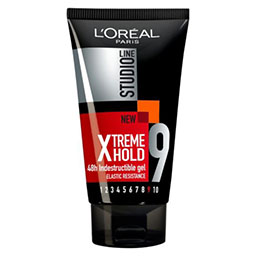 L'ORÉAL
PARIS
STUDIO LINE
NEW
XTREME
HOLD
9
48h Indestructible gel
ELASTIC RESISTANCE
1 2 3 4 5 6 7 8 9 10